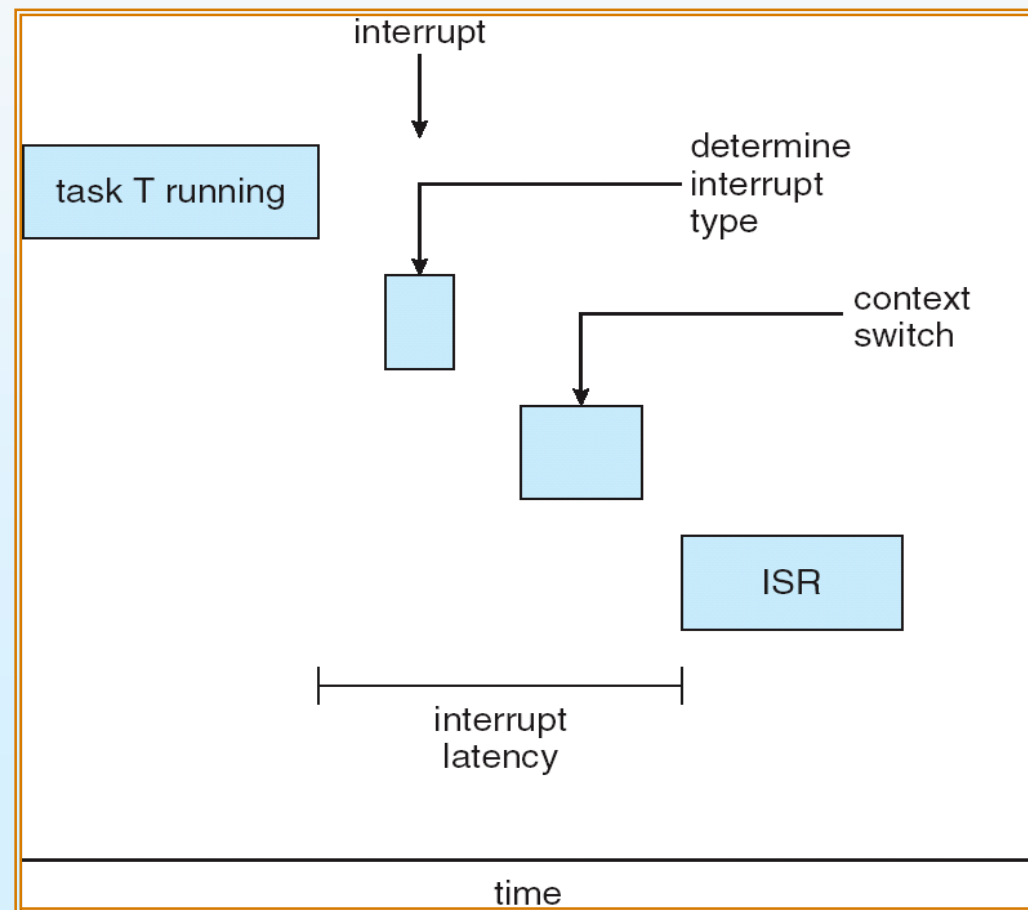 interrupt
task T running
determine
interrupt
type
context
switch
ISR
interrupt
latency
time